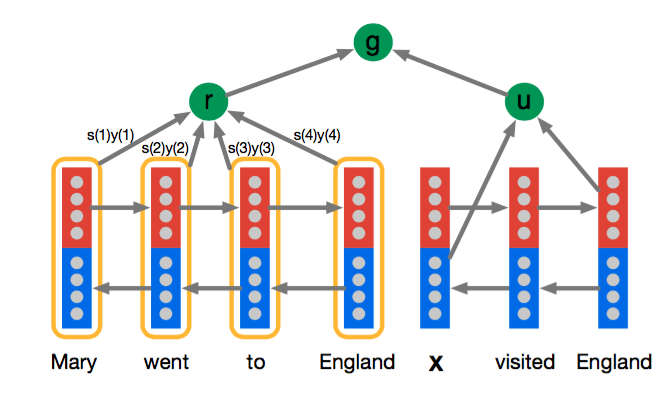 g
r
u
s(1)y(1)
s(2)y(2)
s(3)y(3)
s(4)y(4)
Mary went to England X visited England